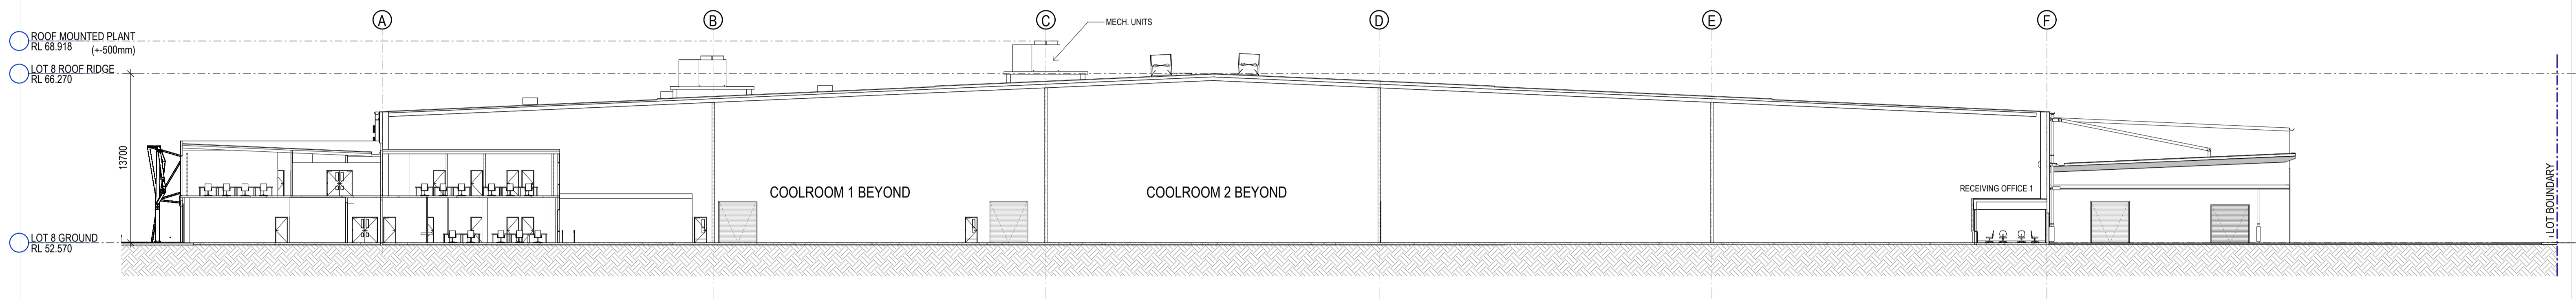 A
B
C
D
E
F
MECH. UNITS
ROOF MOUNTED PLANT
RL 68.918 (+-500mm)
LOT 8 ROOF RIDGE
RL 66.270
13700
COOLROOM 1 BEYOND
COOLROOM 2 BEYOND
RECEIVING OFFICE 1
LOT BOUNDARY
LOT 8 GROUND
RL 52.570